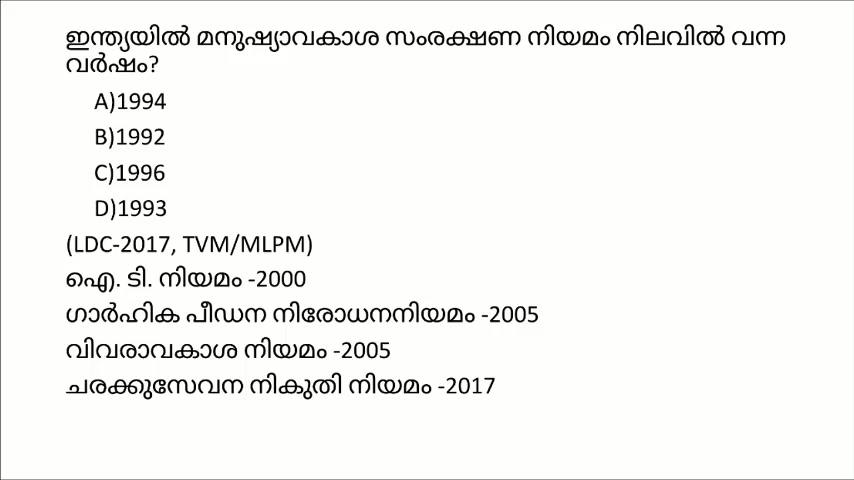 ഇന്ത്യയിൽ മനുഷ്യാവകാശ സംരക്ഷണ നിയമം നിലവിൽ വന്ന
വർഷം?
A)1994
B)1992
C)1996
D)1993
(LDC-2017, TVM/MLPM)
ഐ. ടി. നിയമം -2000
ഗാർഹിക പീഡന നിരോധനനിയമം -2005
വിവരാവകാശ നിയമം -2005
ചരക്കുസേവന നികുതി നിയമം -2017